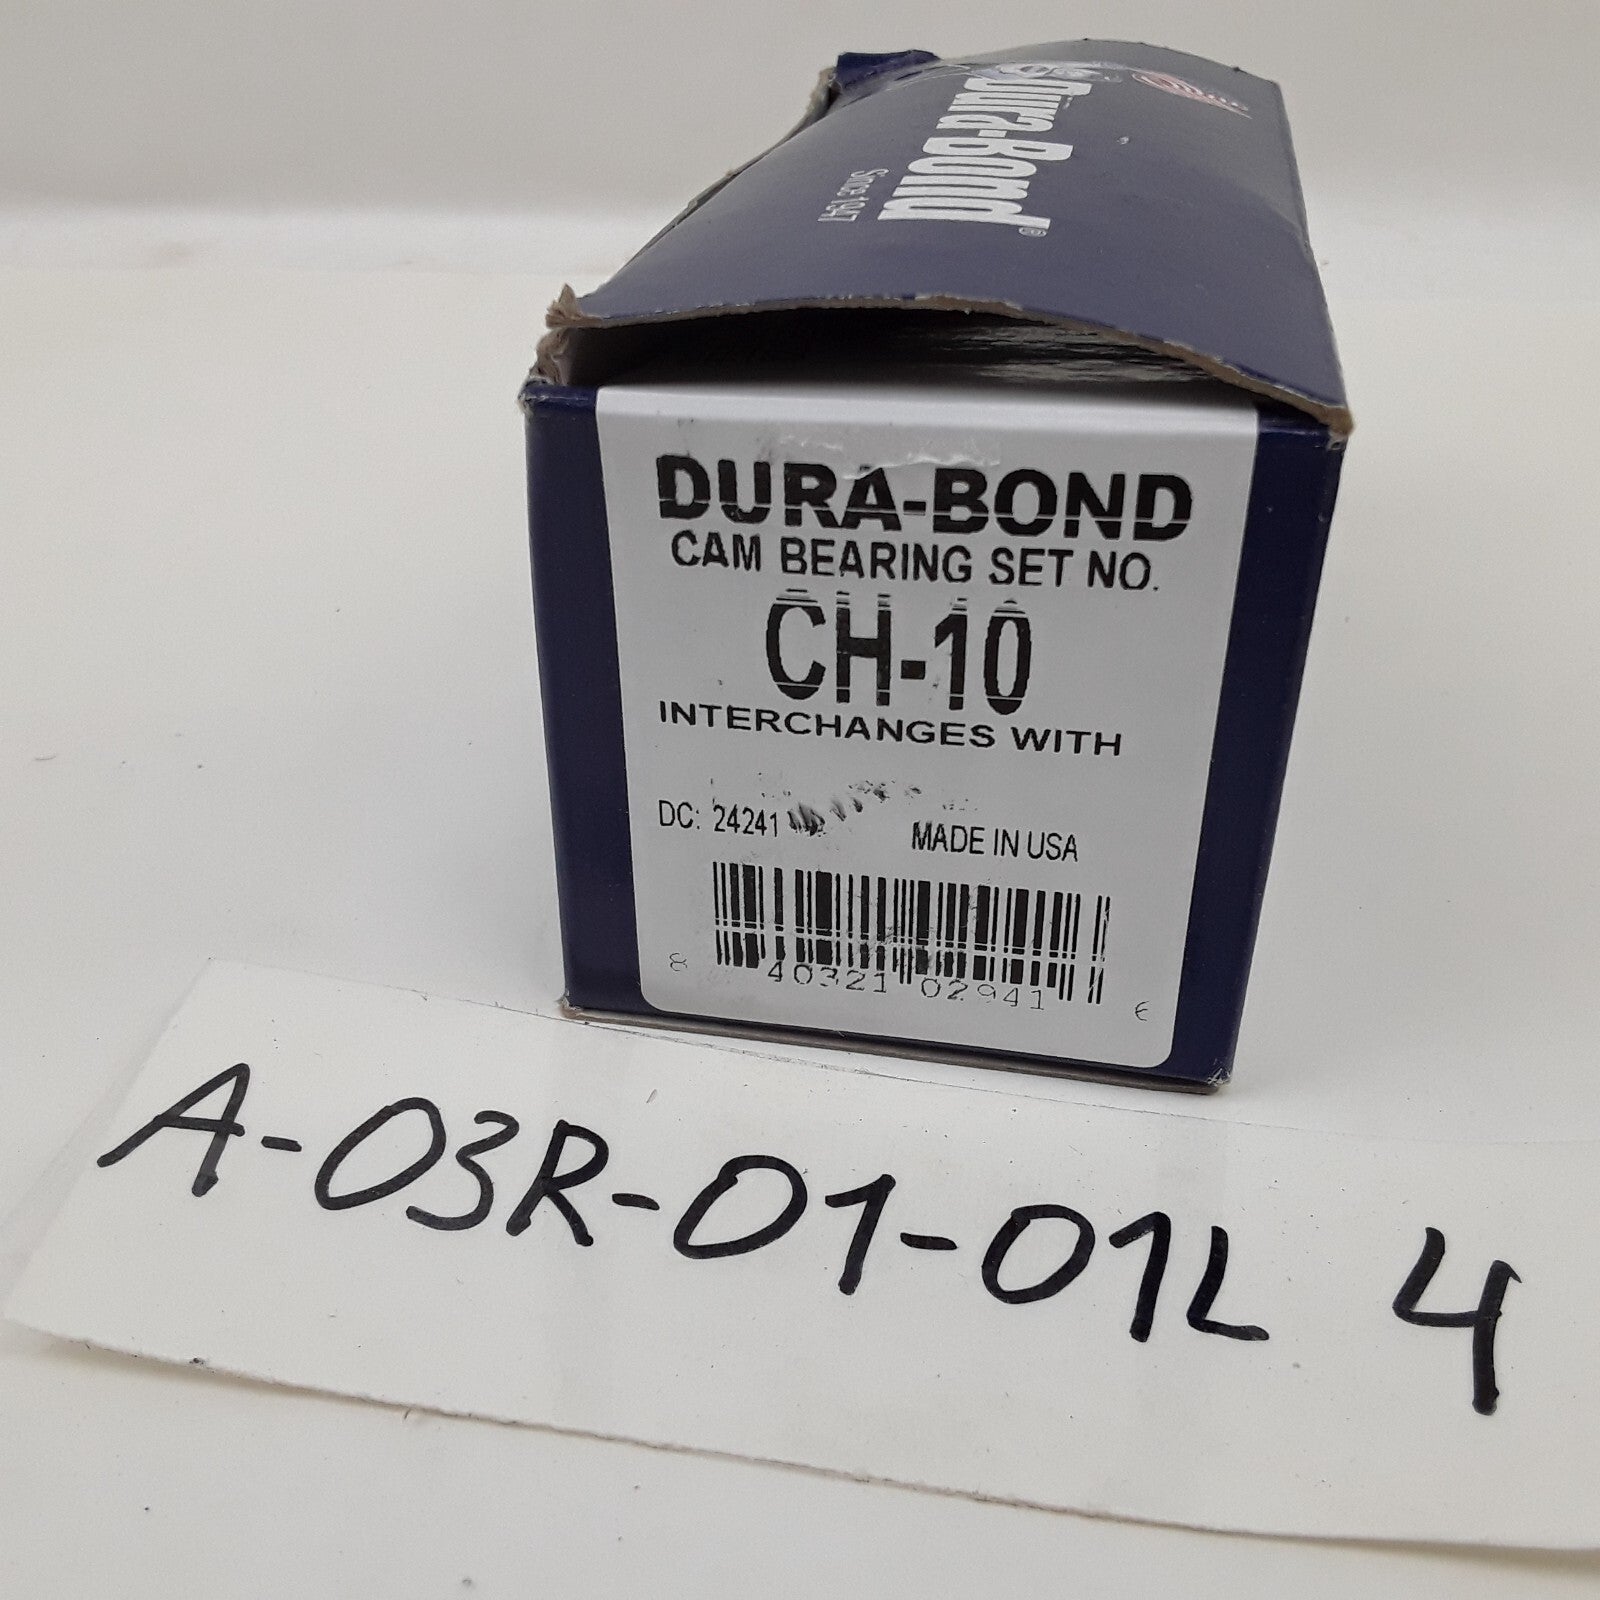 Dura-Bond®
Since 1947
DURA-BOND
CAM BEARING SET NO.
CH-10
INTERCHANGES WITH
DC: 24241
MADE IN USA
8 40321 02941 6
A-03R-01-01L 4